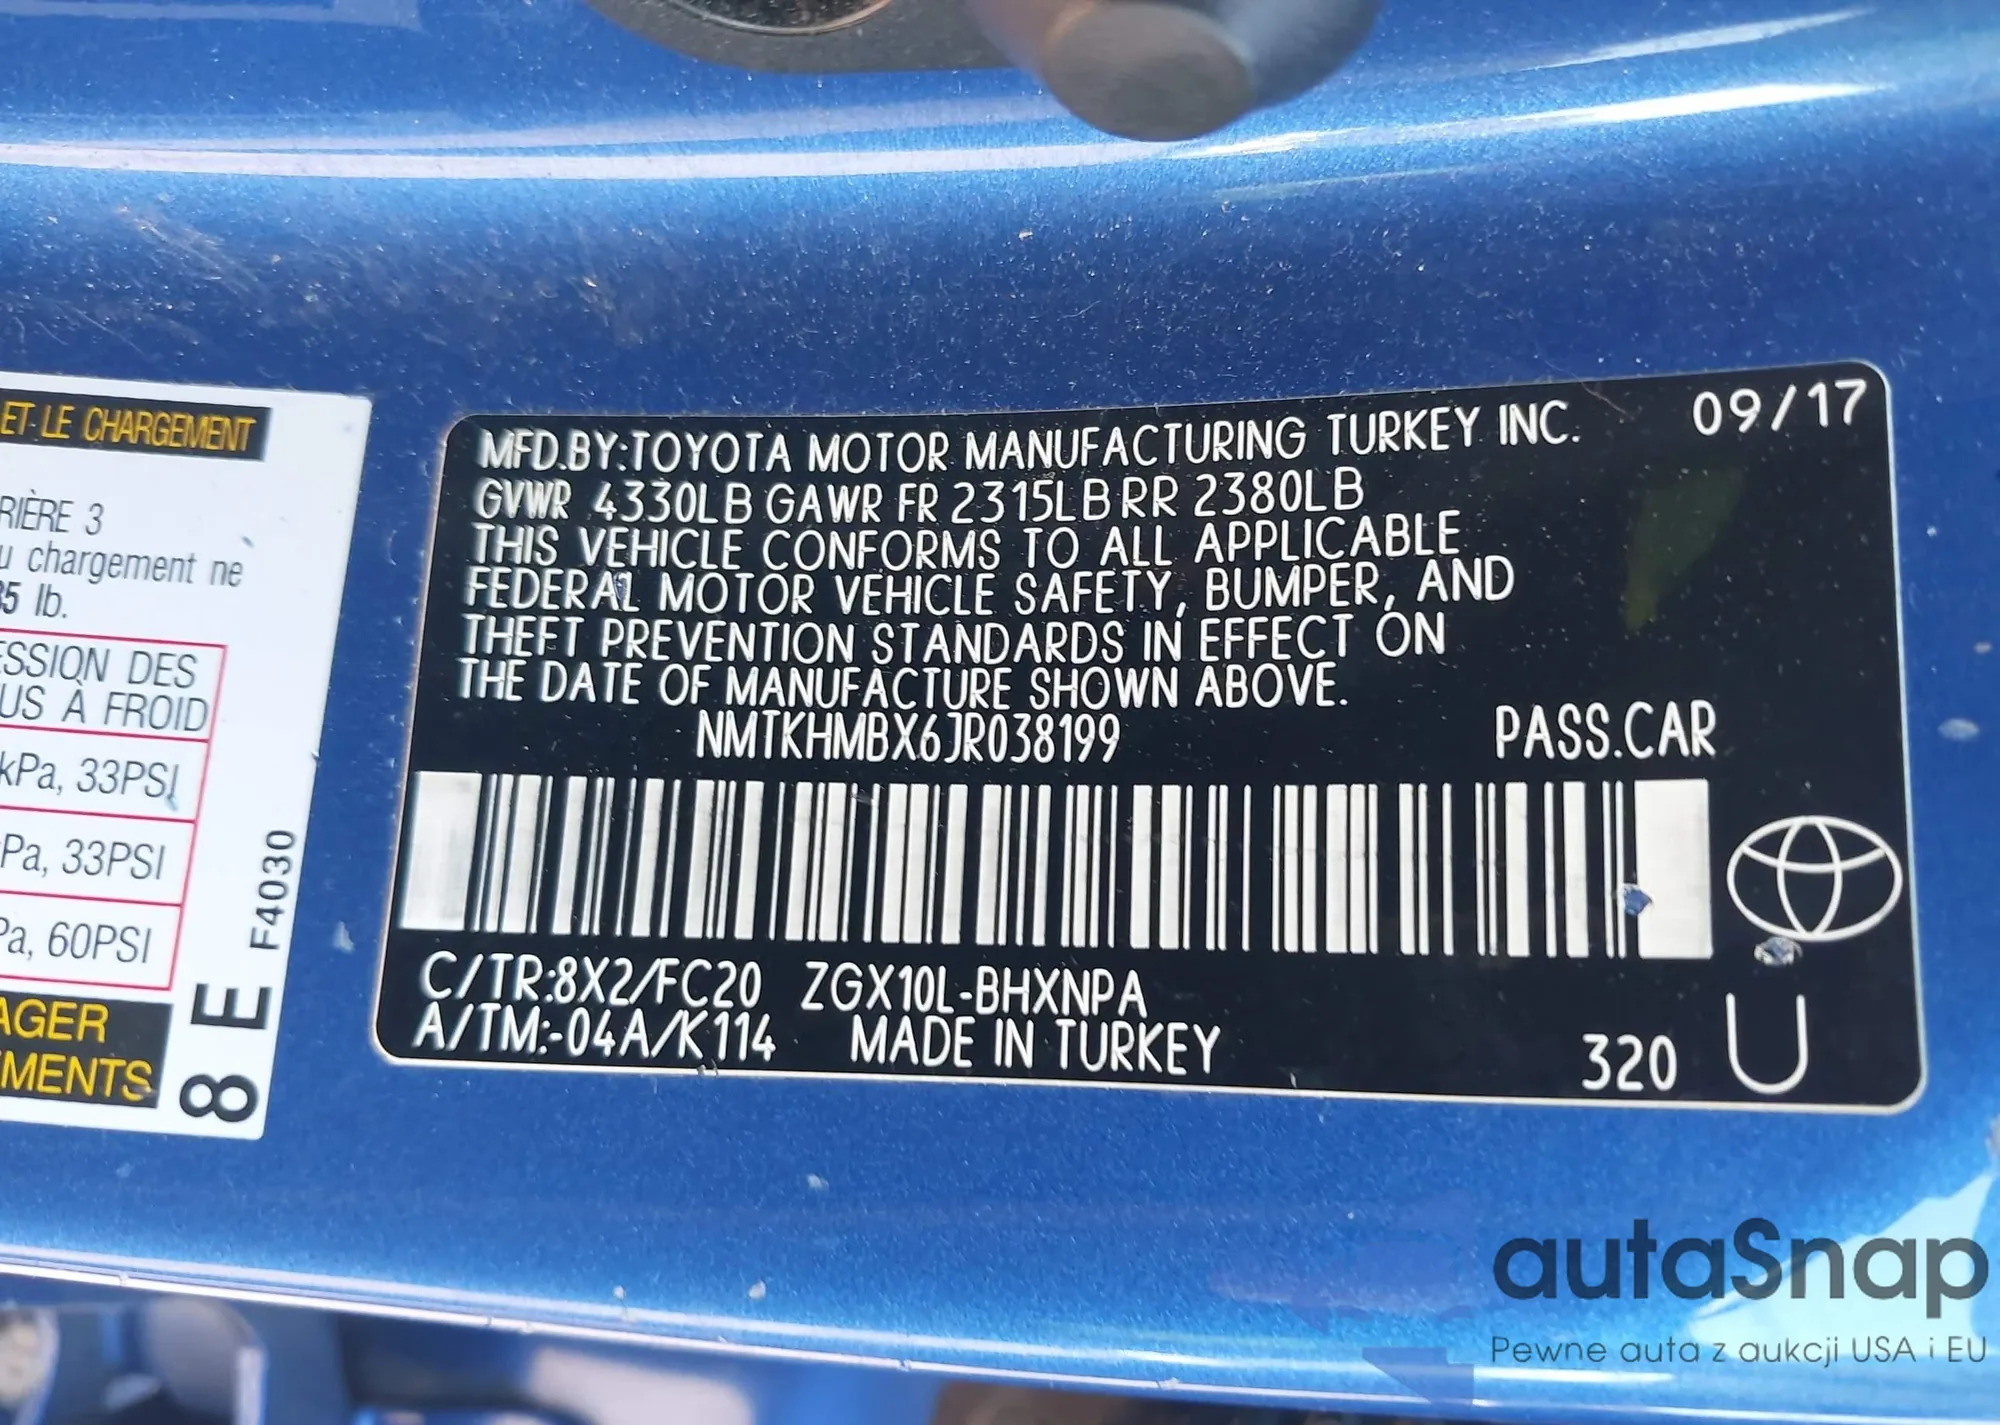 ET LE CHARGEMENT
RIÈRE 3
u chargement ne
35 lb.
ESSION DES
US À FROID
kPa, 33PSI
Pa, 33PSI
Pa, 60PSI
AGER
MENTS
8 E F4030
MFD.BY:TOYOTA MOTOR MANUFACTURING TURKEY INC. 09/17
GVWR 4330LB GAWR FR 2315LB RR 2380LB
THIS VEHICLE CONFORMS TO ALL APPLICABLE
FEDERAL MOTOR VEHICLE SAFETY, BUMPER, AND
THEFT PREVENTION STANDARDS IN EFFECT ON
THE DATE OF MANUFACTURE SHOWN ABOVE.
NMTKHMBX6JR038199 PASS.CAR
C/TR:8X2/FC20 ZGX10L-BHXNPA
A/TM:-04A/K114 MADE IN TURKEY 320 U
autaSnap
Pewne auta z aukcji USA i EU